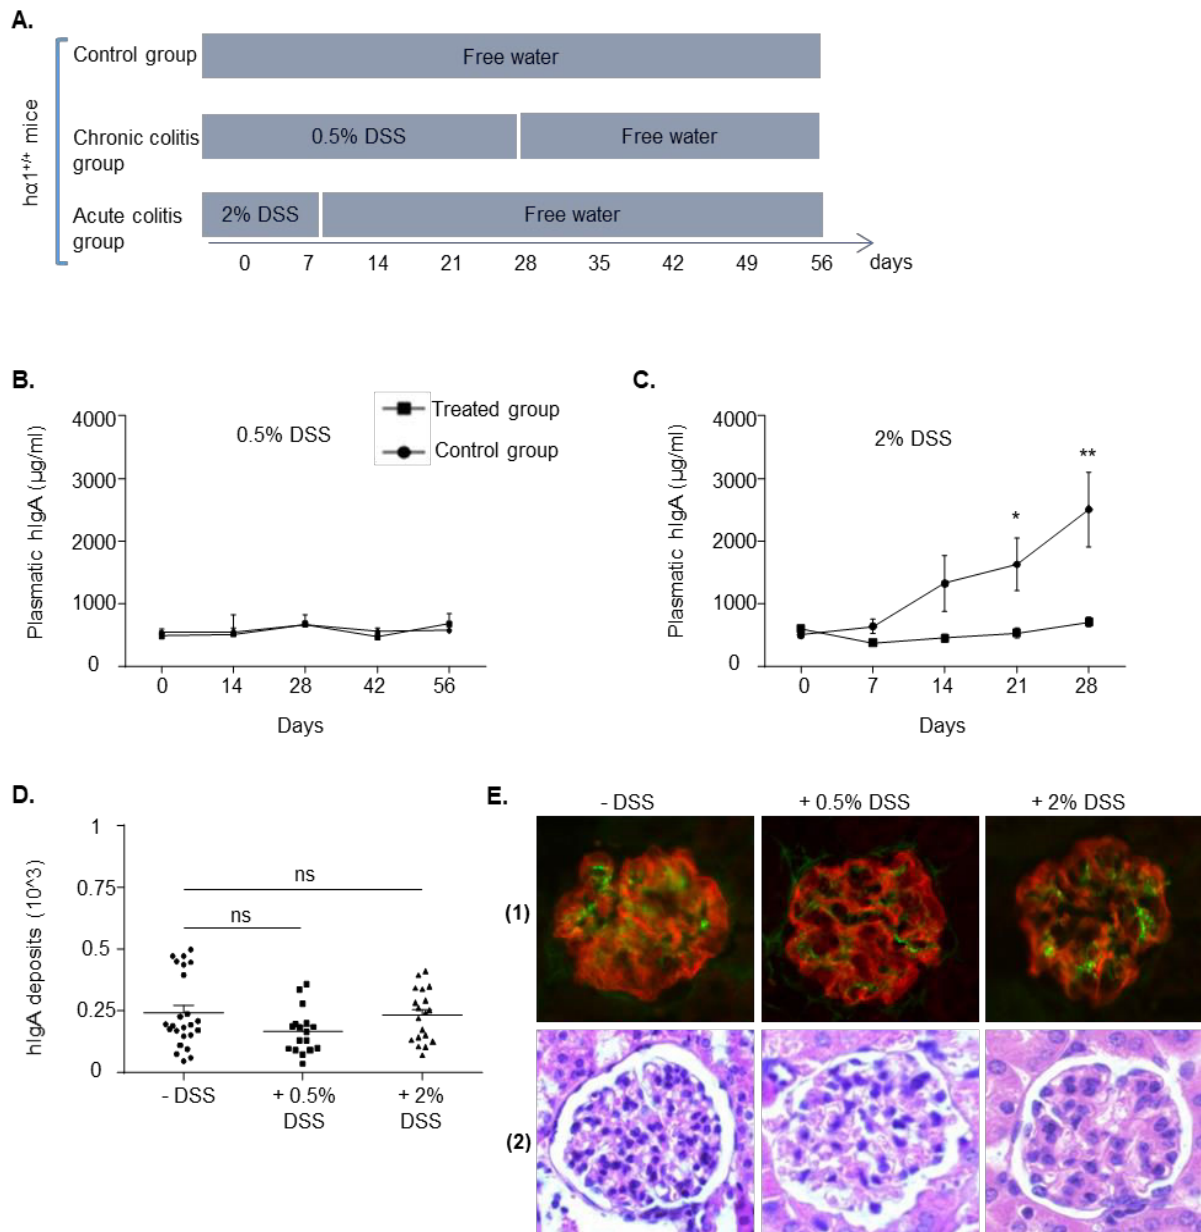 A.
hα1+/+ mice
Control group
Free water
Chronic colitis
group
0.5% DSS
Free water
Acute colitis
group
2% DSS
Free water
0 7 14 21 28 35 42 49 56 days
B.
Plasmatic hIgA (µg/ml)
4000
3000
2000
1000
0
0.5% DSS
Treated group
Control group
0 14 28 42 56
Days
C.
Plasmatic hIgA (µg/ml)
4000
3000
2000
1000
0
2% DSS
*
**
0 7 14 21 28
Days
D.
hIgA deposits (10^3)
1
0.75
0.5
0.25
0
ns
ns
- DSS
+ 0.5%
DSS
+ 2%
DSS
E.
- DSS + 0.5% DSS + 2% DSS
(1)
(2)